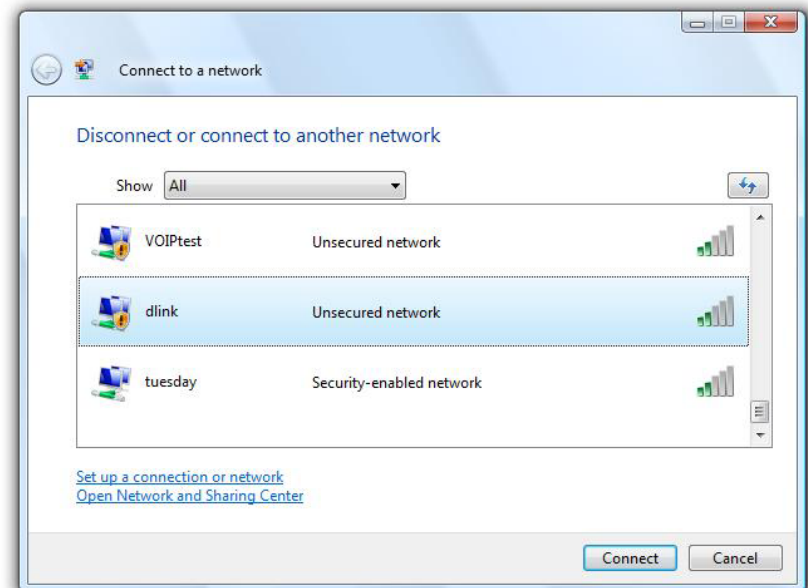 Connect to a network
Disconnect or connect to another network
Show All
VOIPtest Unsecured network
dlink Unsecured network
tuesday Security-enabled network
Set up a connection or network
Open Network and Sharing Center
Connect Cancel